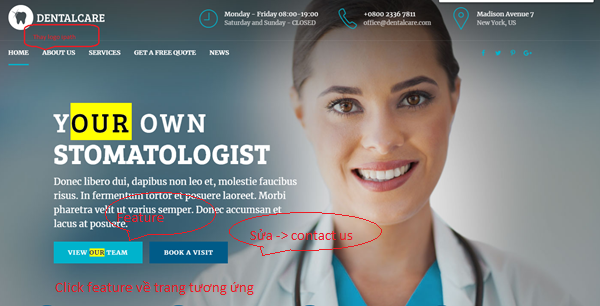 DENTALCARE
Monday - Friday 08:00-19:00
Saturday and Sunday - CLOSED
+0800 2336 7811
office@dentalcare.com
Madison Avenue 7
New York, US
HOME ABOUT US SERVICES GET A FREE QUOTE NEWS
YOUR OWN
STOMATOLOGIST
Donec libero dui, dapibus non leo et, molestie faucibus
risus. In fermentum tortor et posuere laoreet. Morbi
pharetra velit ut varius semper. Donec accumsan et
lacus at posuere.
Feature
Sửa -> contact us
VIEW OUR TEAM
BOOK A VISIT
Click feature về trang tương ứng